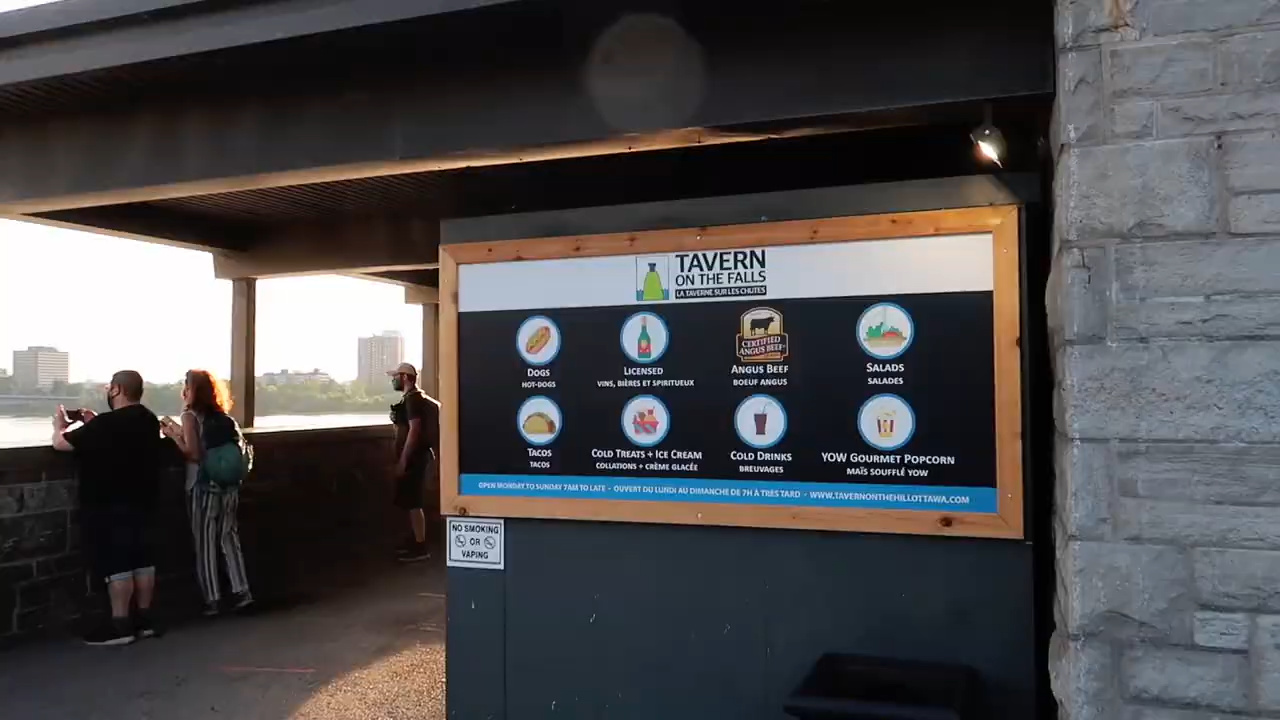 TAVERN
ON THE FALLS
LA TAVERNE SUR LES CHUTES
CERTIFIED
ANGUS BEEF
DOGS
HOT-DOGS
LICENSED
VINS, BIÈRES ET SPIRITUEUX
ANGUS BEEF
BOEUF ANGUS
SALADS
SALADES
TACOS
TACOS
COLD TREATS + ICE CREAM
COLLATIONS + CRÈME GLACÉE
COLD DRINKS
BREUVAGES
YOW GOURMET POPCORN
MAÏS SOUFFLÉ YOW
OPEN MONDAY TO SUNDAY 7AM TO LATE - OUVERT DU LUNDI AU DIMANCHE DE 7H À TRÈS TARD - WWW.TAVERNONTHEHILLOTTAWA.COM
NO SMOKING
OR
VAPING